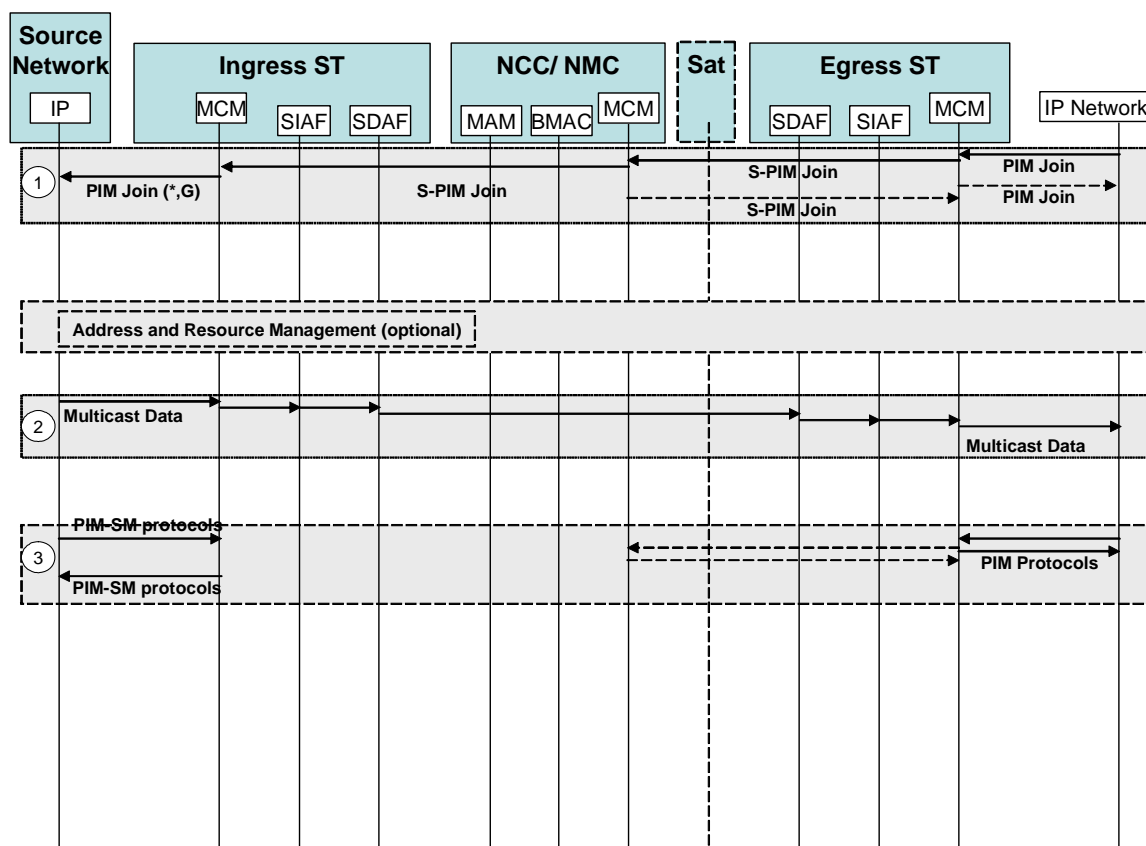 Source
Network
Ingress ST
NCC/ NMC
Sat
Egress ST
IP
MCM
SIAF
SDAF
MAM
BMAC
MCM
SDAF
SIAF
MCM
IP Network
1
PIM Join (*,G)
S-PIM Join
S-PIM Join
PIM Join
S-PIM Join
PIM Join
Address and Resource Management (optional)
2
Multicast Data
Multicast Data
3
PIM-SM protocols
PIM Protocols
PIM-SM protocols